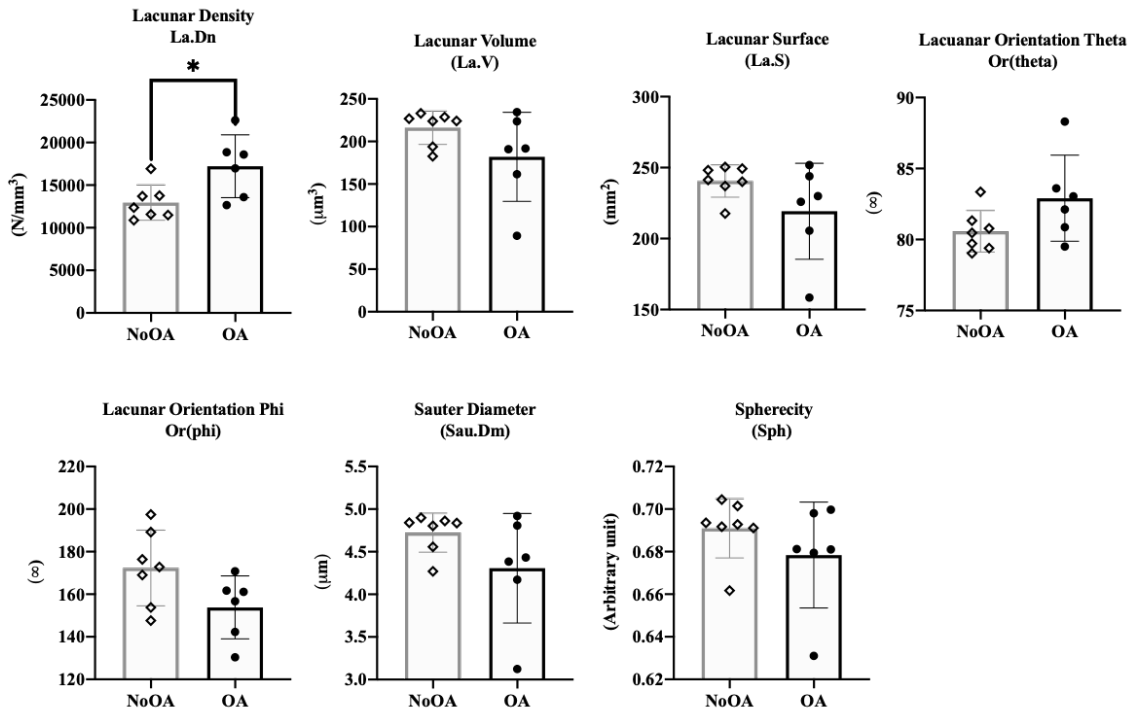 Lacunar Density
La.Dn
*
(N/mm³)
25000
20000
15000
10000
5000
0
NoOA OA
Lacunar Volume
(La.V)
(μm³)
250
200
150
100
50
0
NoOA OA
Lacunar Surface
(La.S)
(mm²)
300
250
200
150
NoOA OA
Lacuanar Orientation Theta
Or(theta)
(∞)
90
85
80
75
NoOA OA
Lacunar Orientation Phi
Or(phi)
(∞)
220
200
180
160
140
120
NoOA OA
Sauter Diameter
(Sau.Dm)
(μm)
5.5
5.0
4.5
4.0
3.5
3.0
NoOA OA
Spherecity
(Sph)
(Arbitrary unit)
0.72
0.70
0.68
0.66
0.64
0.62
NoOA OA